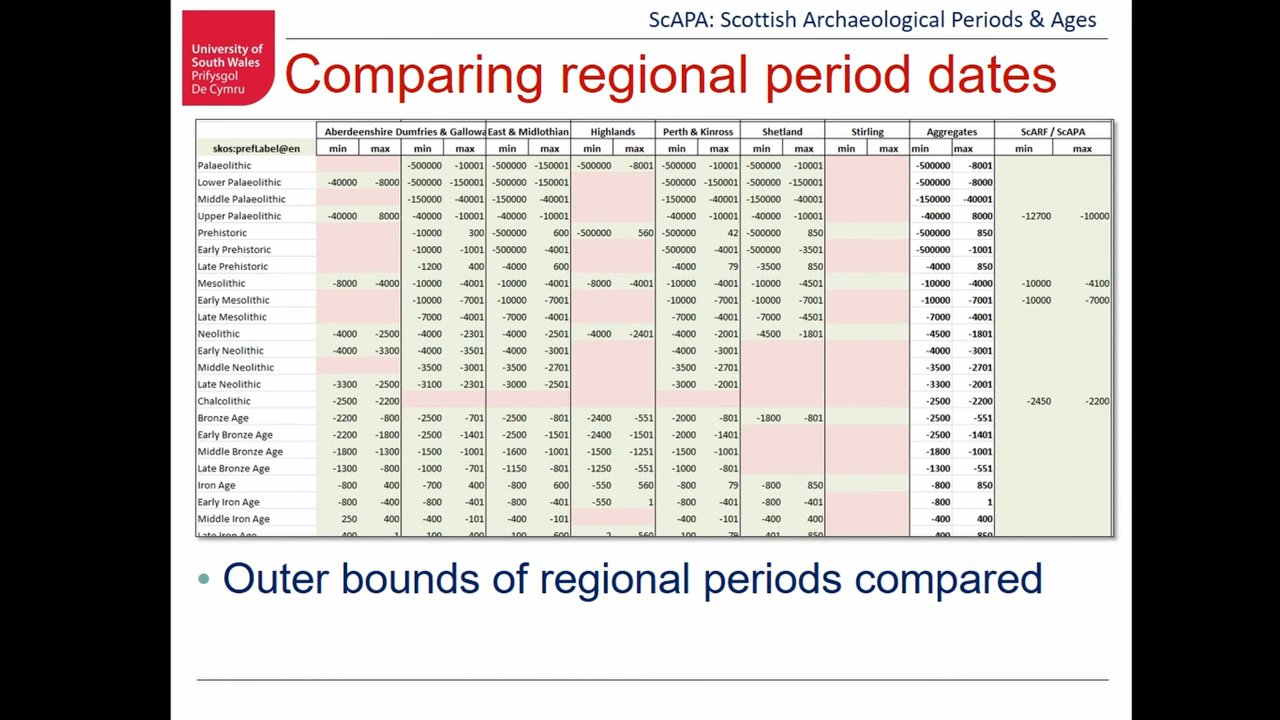 ScAPA: Scottish Archaeological Periods & Ages
University of
South Wales
Prifysgol
De Cymru
Comparing regional period dates
Aberdeenshire Dumfries & Gallowa East & Midlothian Highlands Perth & Kinross Shetland Stirling Aggregates ScARF / ScAPA
skos:prefLabel@en min max min max min max min max min max min max min max min max min max
Palaeolithic -500000 -10001 -500000 -150001 -500000 -8001 -500000 -10001 -500000 -10001 -500000 -8001
Lower Palaeolithic -40000 -8000 -500000 -150001 -500000 -150001 -500000 -150001 -500000 -150001 -500000 -8000
Middle Palaeolithic -150000 -40001 -150000 -40001 -150000 -40001 -150000 -40001 -150000 -40001
Upper Palaeolithic -40000 8000 -40000 -10001 -40000 -10001 -40000 -10001 -40000 -10001 -40000 8000 -12700 -10000
Prehistoric -10000 300 -500000 600 -500000 560 -500000 42 -500000 850 -500000 850
Early Prehistoric -10000 -1001 -500000 -4001 -500000 -4001 -500000 -3501 -500000 -1001
Late Prehistoric -1200 400 -4000 600 -4000 79 -3500 850 -4000 850
Mesolithic -8000 -4000 -10000 -4001 -10000 -4001 -8000 -4001 -10000 -4001 -10000 -4501 -10000 -4000 -10000 -4100
Early Mesolithic -10000 -7001 -10000 -7001 -10000 -7001 -10000 -7001 -10000 -7001 -10000 -7000
Late Mesolithic -7000 -4001 -7000 -4001 -7000 -4001 -7000 -4501 -7000 -4001
Neolithic -4000 -2500 -4000 -2301 -4000 -2501 -4000 -2401 -4000 -2001 -4500 -1801 -4500 -1801
Early Neolithic -4000 -3300 -4000 -3501 -4000 -3001 -4000 -3001 -4000 -3001
Middle Neolithic -3500 -3001 -3500 -2701 -3500 -2701 -3500 -2701
Late Neolithic -3300 -2500 -3100 -2301 -3000 -2501 -3000 -2001 -3300 -2001
Chalcolithic -2500 -2200 -2500 -2200 -2450 -2200
Bronze Age -2200 -800 -2500 -701 -2500 -801 -2400 -551 -2000 -801 -1800 -801 -2500 -551
Early Bronze Age -2200 -1800 -2500 -1401 -2500 -1501 -2400 -1501 -2000 -1401 -2500 -1401
Middle Bronze Age -1800 -1300 -1500 -1001 -1600 -1001 -1500 -1251 -1500 -1001 -1800 -1001
Late Bronze Age -1300 -800 -1000 -701 -1150 -801 -1250 -551 -1000 -801 -1300 -551
Iron Age -800 400 -700 400 -800 600 -550 560 -800 79 -800 850 -800 850
Early Iron Age -800 -400 -800 -401 -800 -401 -550 1 -800 -401 -800 -401 -800 1
Middle Iron Age 250 400 -400 -101 -400 -101 -400 -101 -400 400 -400 400
• Outer bounds of regional periods compared